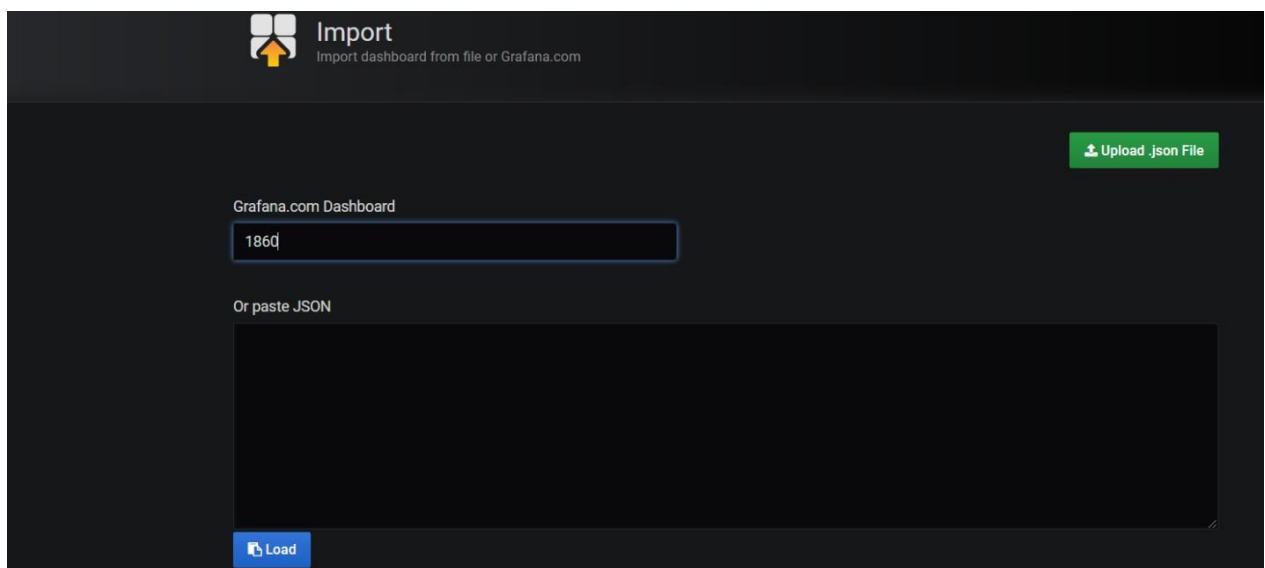 Import
Import dashboard from file or Grafana.com
Upload .json File
Grafana.com Dashboard
1860
Or paste JSON
Load